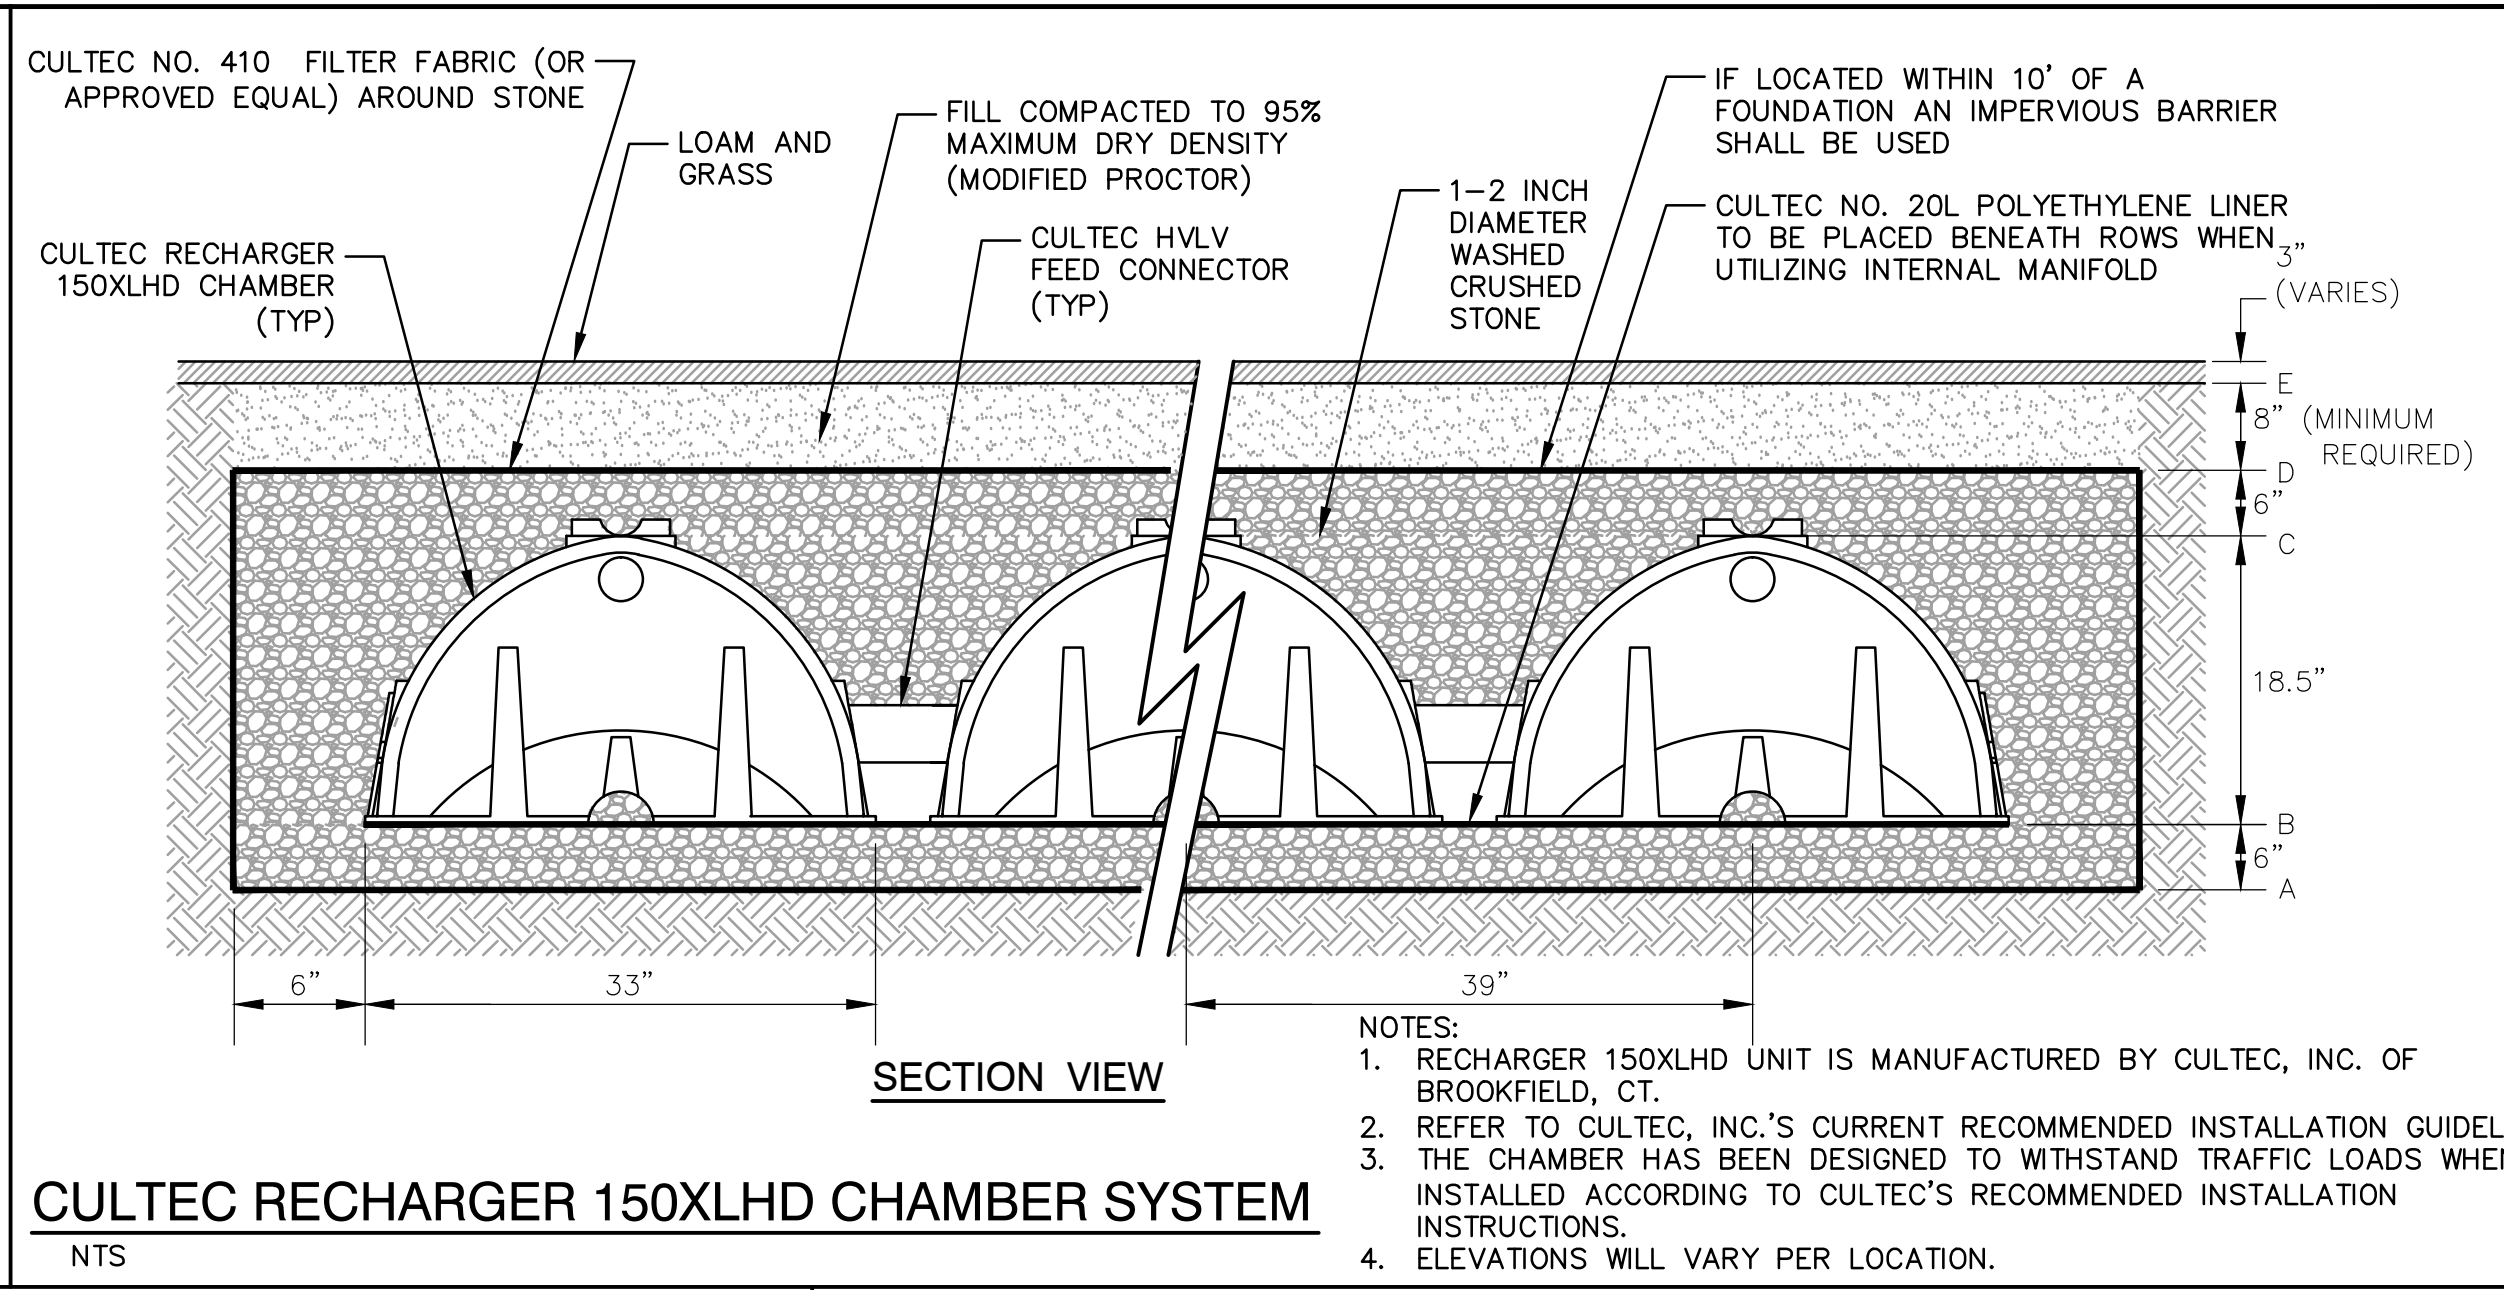 CULTEC NO. 410 FILTER FABRIC (OR
APPROVED EQUAL) AROUND STONE
LOAM AND
GRASS
FILL COMPACTED TO 95%
MAXIMUM DRY DENSITY
(MODIFIED PROCTOR)
CULTEC RECHARGER
150XLHD CHAMBER
(TYP)
CULTEC HVLV
FEED CONNECTOR
(TYP)
1-2 INCH
DIAMETER
WASHED
CRUSHED
STONE
IF LOCATED WITHIN 10' OF A
FOUNDATION AN IMPERVIOUS BARRIER
SHALL BE USED
CULTEC NO. 20L POLYETHYLENE LINER
TO BE PLACED BENEATH ROWS WHEN
UTILIZING INTERNAL MANIFOLD
3"
(VARIES)
E
8" (MINIMUM
REQUIRED)
D
6"
C
18.5"
B
6"
A
6"
33"
39"
SECTION VIEW
CULTEC RECHARGER 150XLHD CHAMBER SYSTEM
NTS
NOTES:
1. RECHARGER 150XLHD UNIT IS MANUFACTURED BY CULTEC, INC. OF
BROOKFIELD, CT.
2. REFER TO CULTEC, INC.'S CURRENT RECOMMENDED INSTALLATION
3. THE CHAMBER HAS BEEN DESIGNED TO WITHSTAND TRAFFIC LOADS WHEN
INSTALLED ACCORDING TO CULTEC'S RECOMMENDED INSTALLATION
INSTRUCTIONS.
4. ELEVATIONS WILL VARY PER LOCATION.